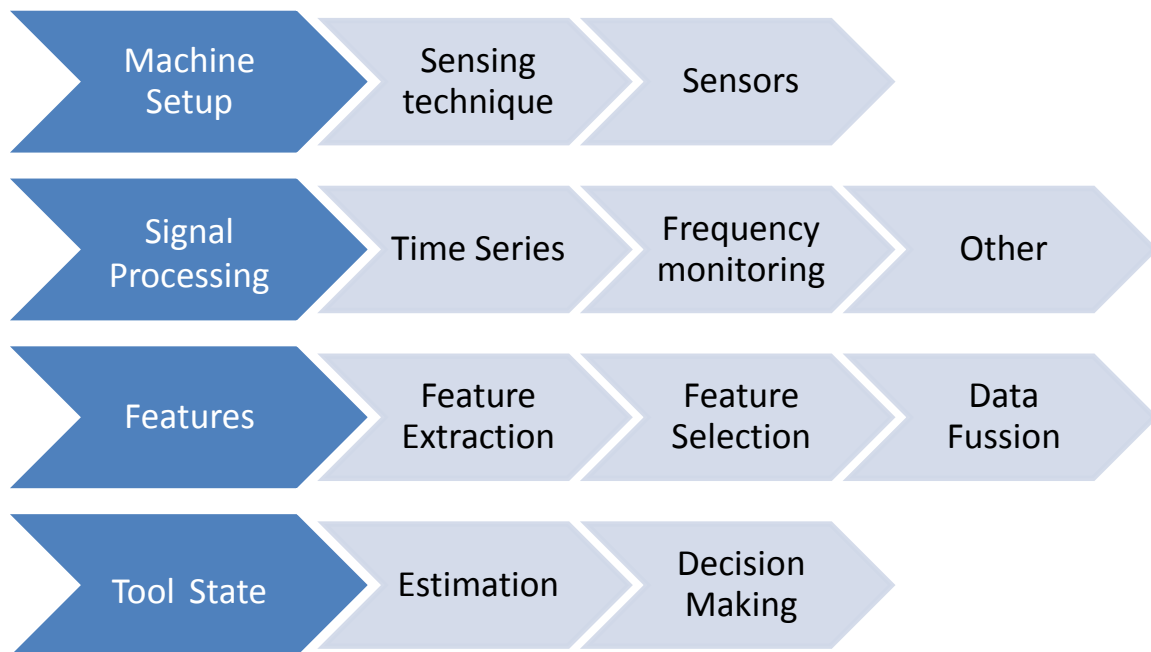 Machine
Setup
Sensing
technique
Sensors
Signal
Processing
Time Series
Frequency
monitoring
Other
Features
Feature
Extraction
Feature
Selection
Data
Fussion
Tool State
Estimation
Decision
Making